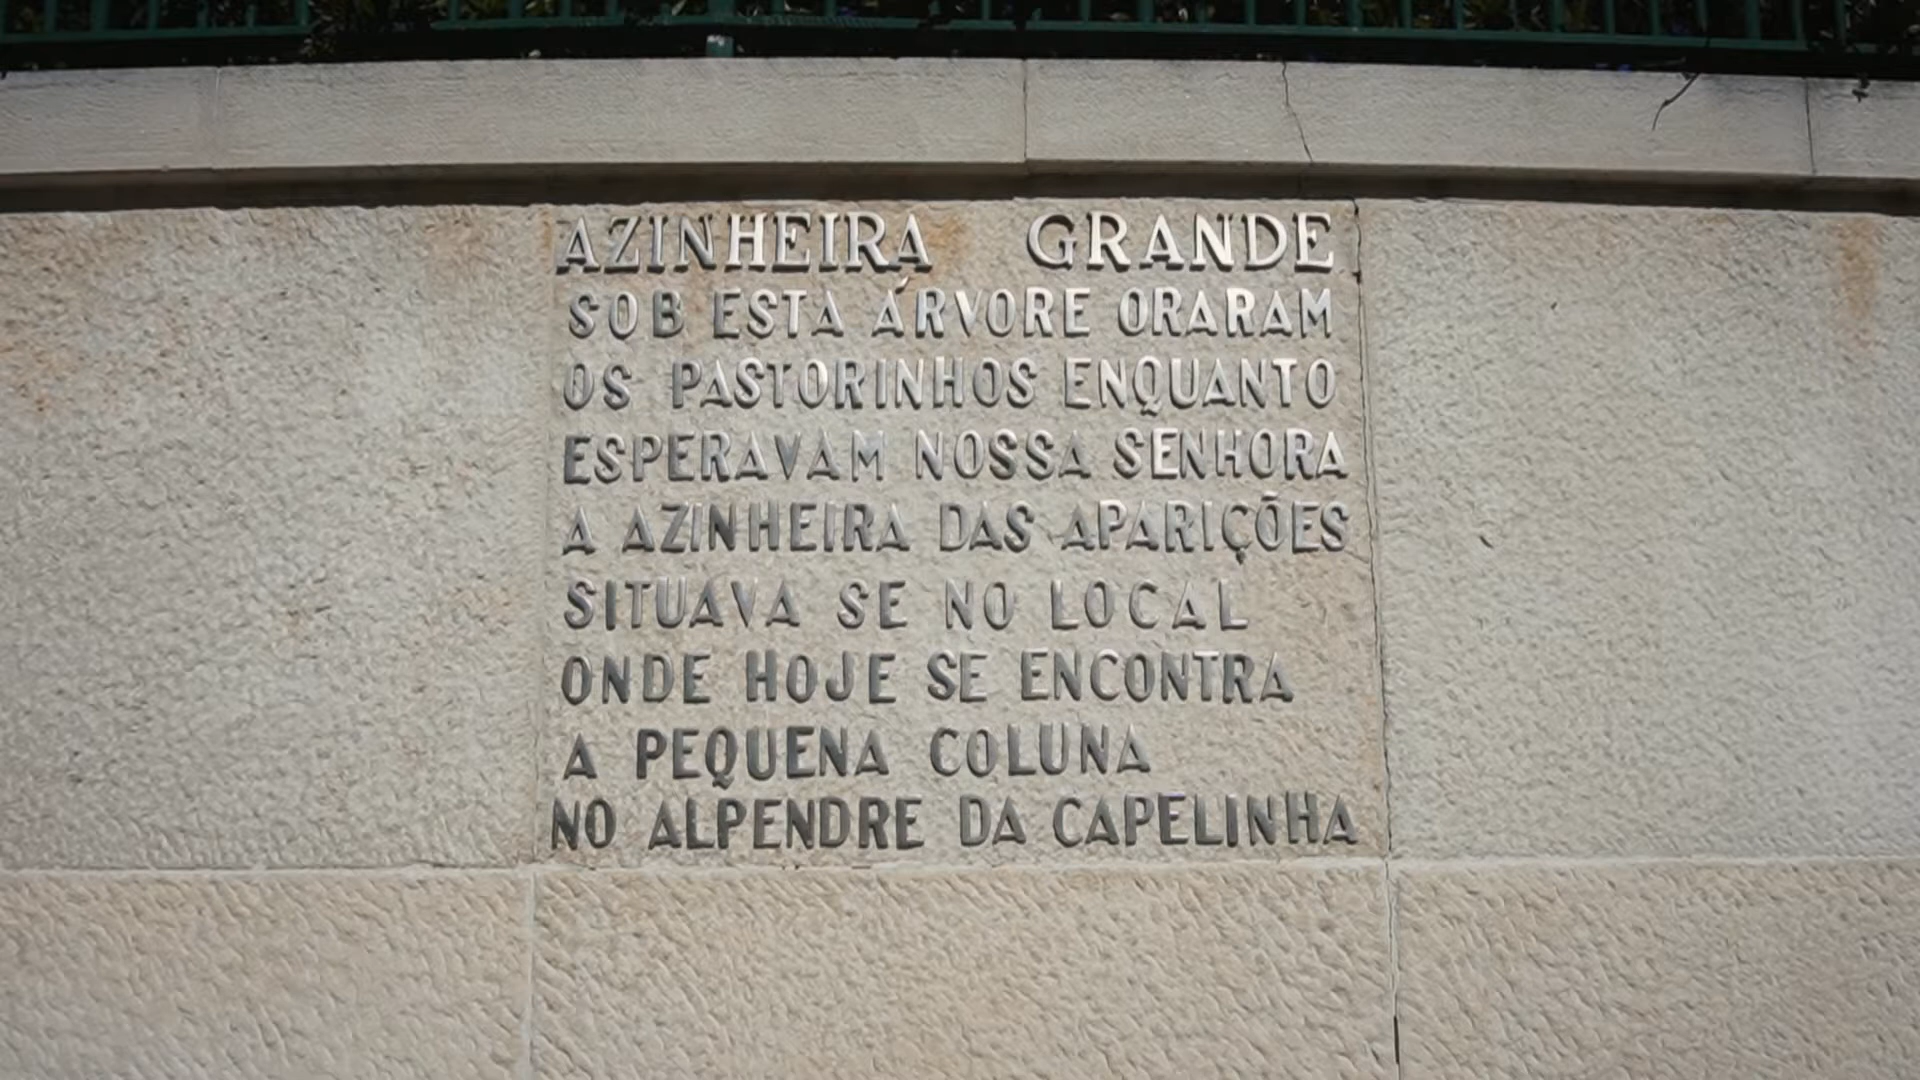 AZINHEIRA GRANDE
SOB ESTA ÁRVORE ORARAM
OS PASTORINHOS ENQUANTO
ESPERAVAM NOSSA SENHORA
A AZINHEIRA DAS APARIÇÕES
SITUAVA SE NO LOCAL
ONDE HOJE SE ENCONTRA
A PEQUENA COLUNA
NO ALPENDRE DA CAPELINHA